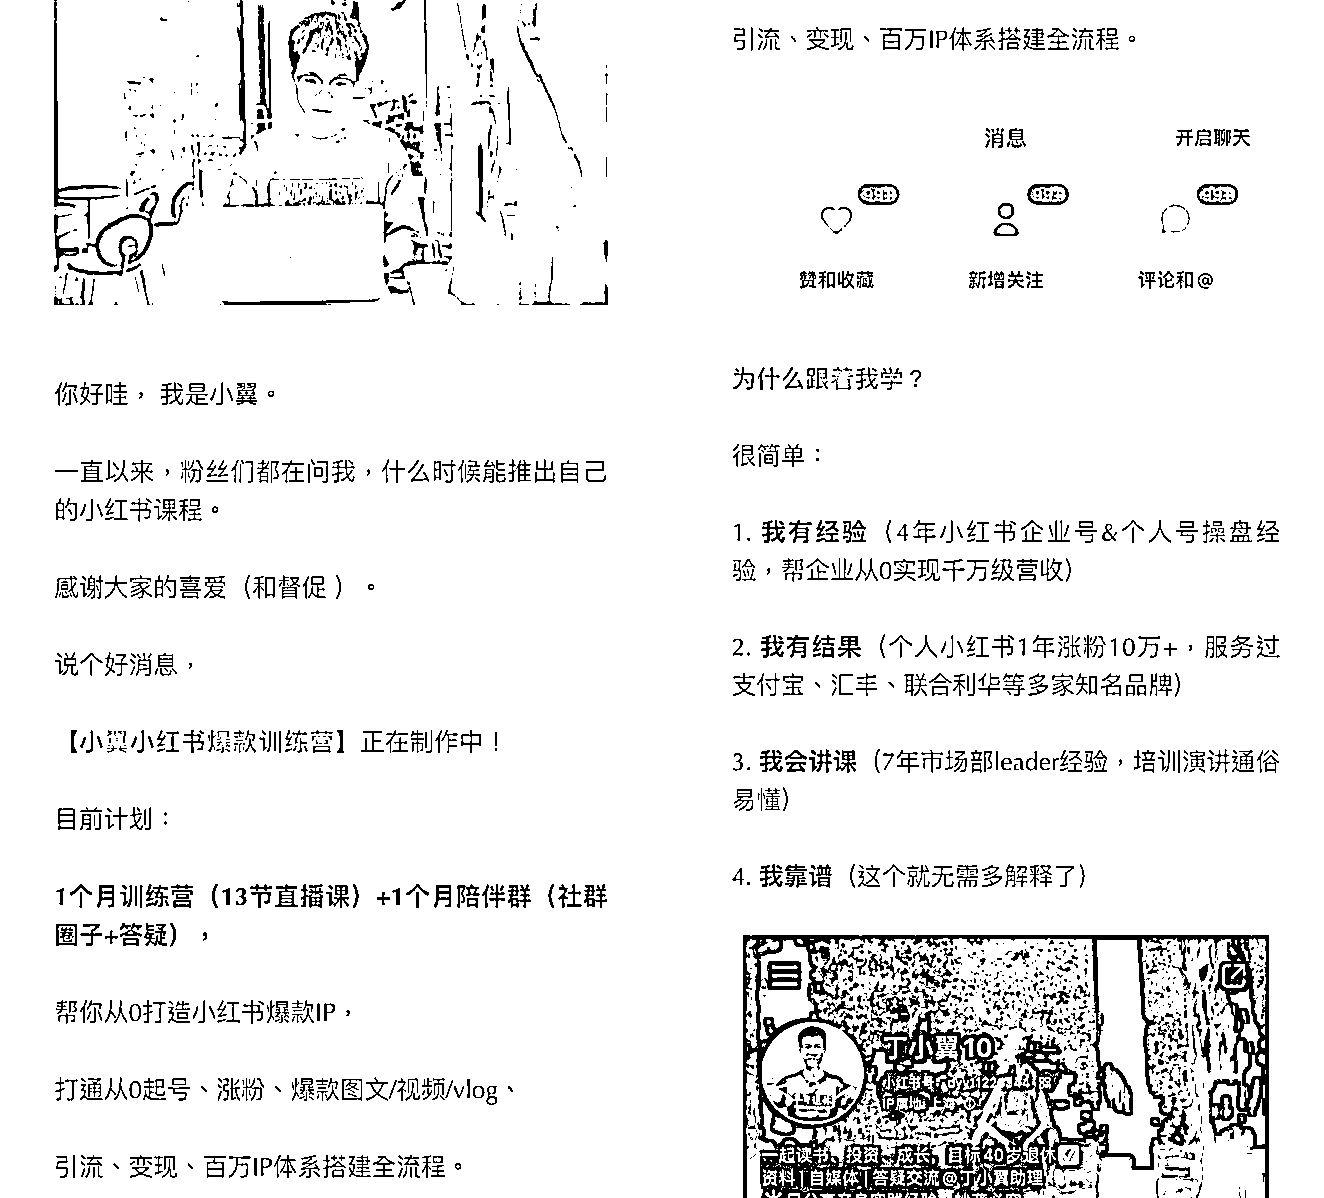 你好哇，我是小翼。
一直以来，粉丝们都在问我，什么时候能推出自己
的小红书课程。
感谢大家的喜爱（和督促 ）。
说个好消息，
【小翼小红书爆款训练营】正在制作中！
目前计划：
1个月训练营（13节直播课）+1个月陪伴群（社群
圈子+答疑），
帮你从0打造小红书爆款IP，
打通从0起号、涨粉、爆款图文/视频/vlog、
引流、变现、百万IP体系搭建全流程。
引流、变现、百万IP体系搭建全流程。
消息
开启聊天
赞和收藏
新增关注
评论和@
为什么跟着我学？
很简单：
1. 我有经验（4年小红书企业号&个人号操盘经
验，帮企业从0实现千万级营收）
2. 我有结果（个人小红书1年涨粉10万+，服务过
支付宝、汇丰、联合利华等多家知名品牌）
3. 我会讲课（7年市场部leader经验，培训演讲通俗
易懂）
4. 我靠谱（这个就无需多解释了）
丁小翼10
一起读书、投资、成长，目标40岁退休
资料 | 自媒体 | 答疑交流@丁小翼助理